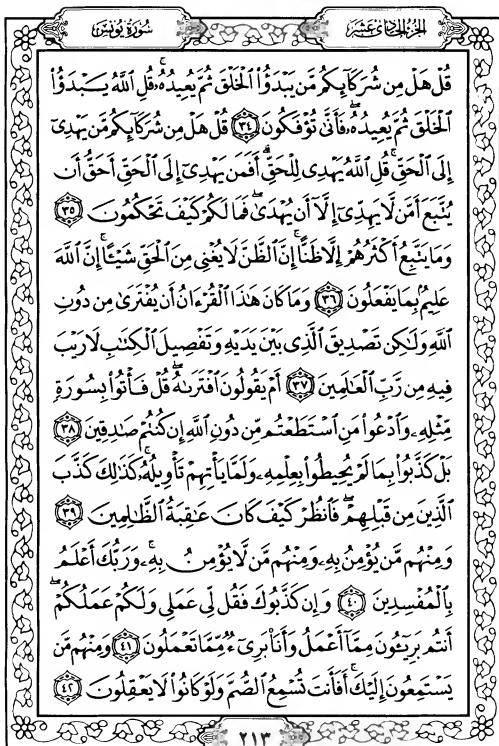 الجزء الحادي عشر
سورة يونس
قُلْ هَلْ مِن شُرَكَآئِكُم مَّن يَبْدَؤُا۟ ٱلْخَلْقَ ثُمَّ يُعِيدُهُۥ ۚ قُلِ ٱللَّهُ يَبْدَؤُا۟
ٱلْخَلْقَ ثُمَّ يُعِيدُهُۥ ۖ فَأَنَّىٰ تُؤْفَكُونَ ٣٤ قُلْ هَلْ مِن شُرَكَآئِكُم مَّن يَهْدِىٓ
إِلَى ٱلْحَقِّ ۚ قُلِ ٱللَّهُ يَهْدِى لِلْحَقِّ ۗ أَفَمَن يَهْدِىٓ إِلَى ٱلْحَقِّ أَحَقُّ أَن
يُتَّبَعَ أَمَّن لَّا يَهِدِّىٓ إِلَّآ أَن يُهْدَىٰ ۖ فَمَا لَكُمْ كَيْفَ تَحْكُمُونَ ٣٥
وَمَا يَتَّبِعُ أَكْثَرُهُمْ إِلَّا ظَنًّا ۚ إِنَّ ٱلظَّنَّ لَا يُغْنِى مِنَ ٱلْحَقِّ شَيْـًٔا ۚ إِنَّ ٱللَّهَ
عَلِيمٌۢ بِمَا يَفْعَلُونَ ٣٦ وَمَا كَانَ هَـٰذَا ٱلْقُرْءَانُ أَن يُفْتَرَىٰ مِن دُونِ
ٱللَّهِ وَلَـٰكِن تَصْدِيقَ ٱلَّذِى بَيْنَ يَدَيْهِ وَتَفْصِيلَ ٱلْكِتَـٰبِ لَا رَيْبَ
فِيهِ مِن رَّبِّ ٱلْعَـٰلَمِينَ ٣٧ أَمْ يَقُولُونَ ٱفْتَرَىٰهُ ۖ قُلْ فَأْتُوا۟ بِسُورَةٍ
مِّثْلِهِۦ وَٱدْعُوا۟ مَنِ ٱسْتَطَعْتُم مِّن دُونِ ٱللَّهِ إِن كُنتُمْ صَـٰدِقِينَ ٣٨
بَلْ كَذَّبُوا۟ بِمَا لَمْ يُحِيطُوا۟ بِعِلْمِهِۦ وَلَمَّا يَأْتِهِمْ تَأْوِيلُهُۥ ۚ كَذَٰلِكَ كَذَّبَ
ٱلَّذِينَ مِن قَبْلِهِمْ ۖ فَٱنظُرْ كَيْفَ كَانَ عَـٰقِبَةُ ٱلظَّـٰلِمِينَ ٣٩
وَمِنْهُم مَّن يُؤْمِنُ بِهِۦ وَمِنْهُم مَّن لَّا يُؤْمِنُ بِهِۦ ۚ وَرَبُّكَ أَعْلَمُ
بِٱلْمُفْسِدِينَ ٤٠ وَإِن كَذَّبُوكَ فَقُل لِّى عَمَلِى وَلَكُمْ عَمَلُكُمْ ۖ
أَنتُم بَرِيٓـُٔونَ مِمَّآ أَعْمَلُ وَأَنَا۠ بَرِىٓءٌ مِّمَّا تَعْمَلُونَ ٤١ وَمِنْهُم مَّن
يَسْتَمِعُونَ إِلَيْكَ ۚ أَفَأَنتَ تُسْمِعُ ٱلصُّمَّ وَلَوْ كَانُوا۟ لَا يَعْقِلُونَ ٤٢
٢١٣